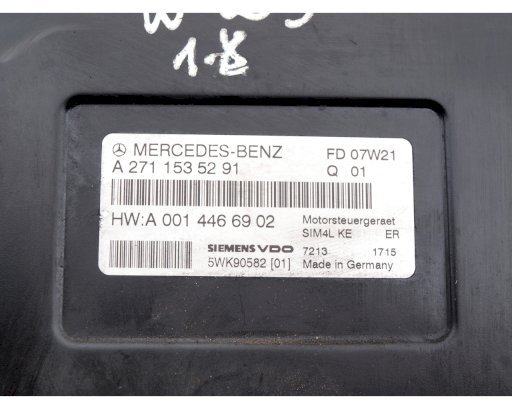 W 203
1.8
MERCEDES-BENZ FD 07W21
A 271 153 52 91 Q 01
HW:A 001 446 69 02 Motorsteuergeraet
SIM4L KE ER
SIEMENS VDO 7213 1715
5WK90582 [01] Made in Germany